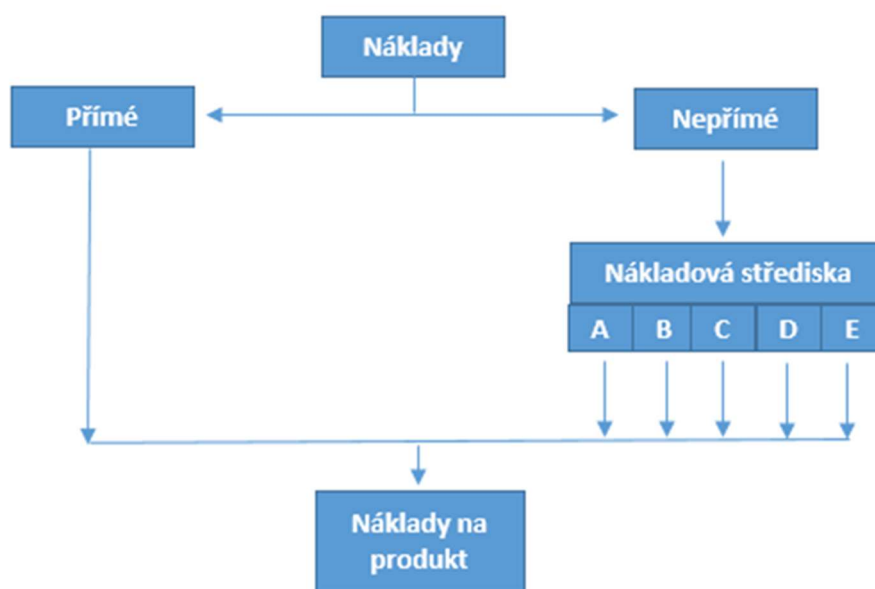 Náklady
Přímé
Nepřímé
Nákladová střediska
A B C D E
Náklady na
produkt